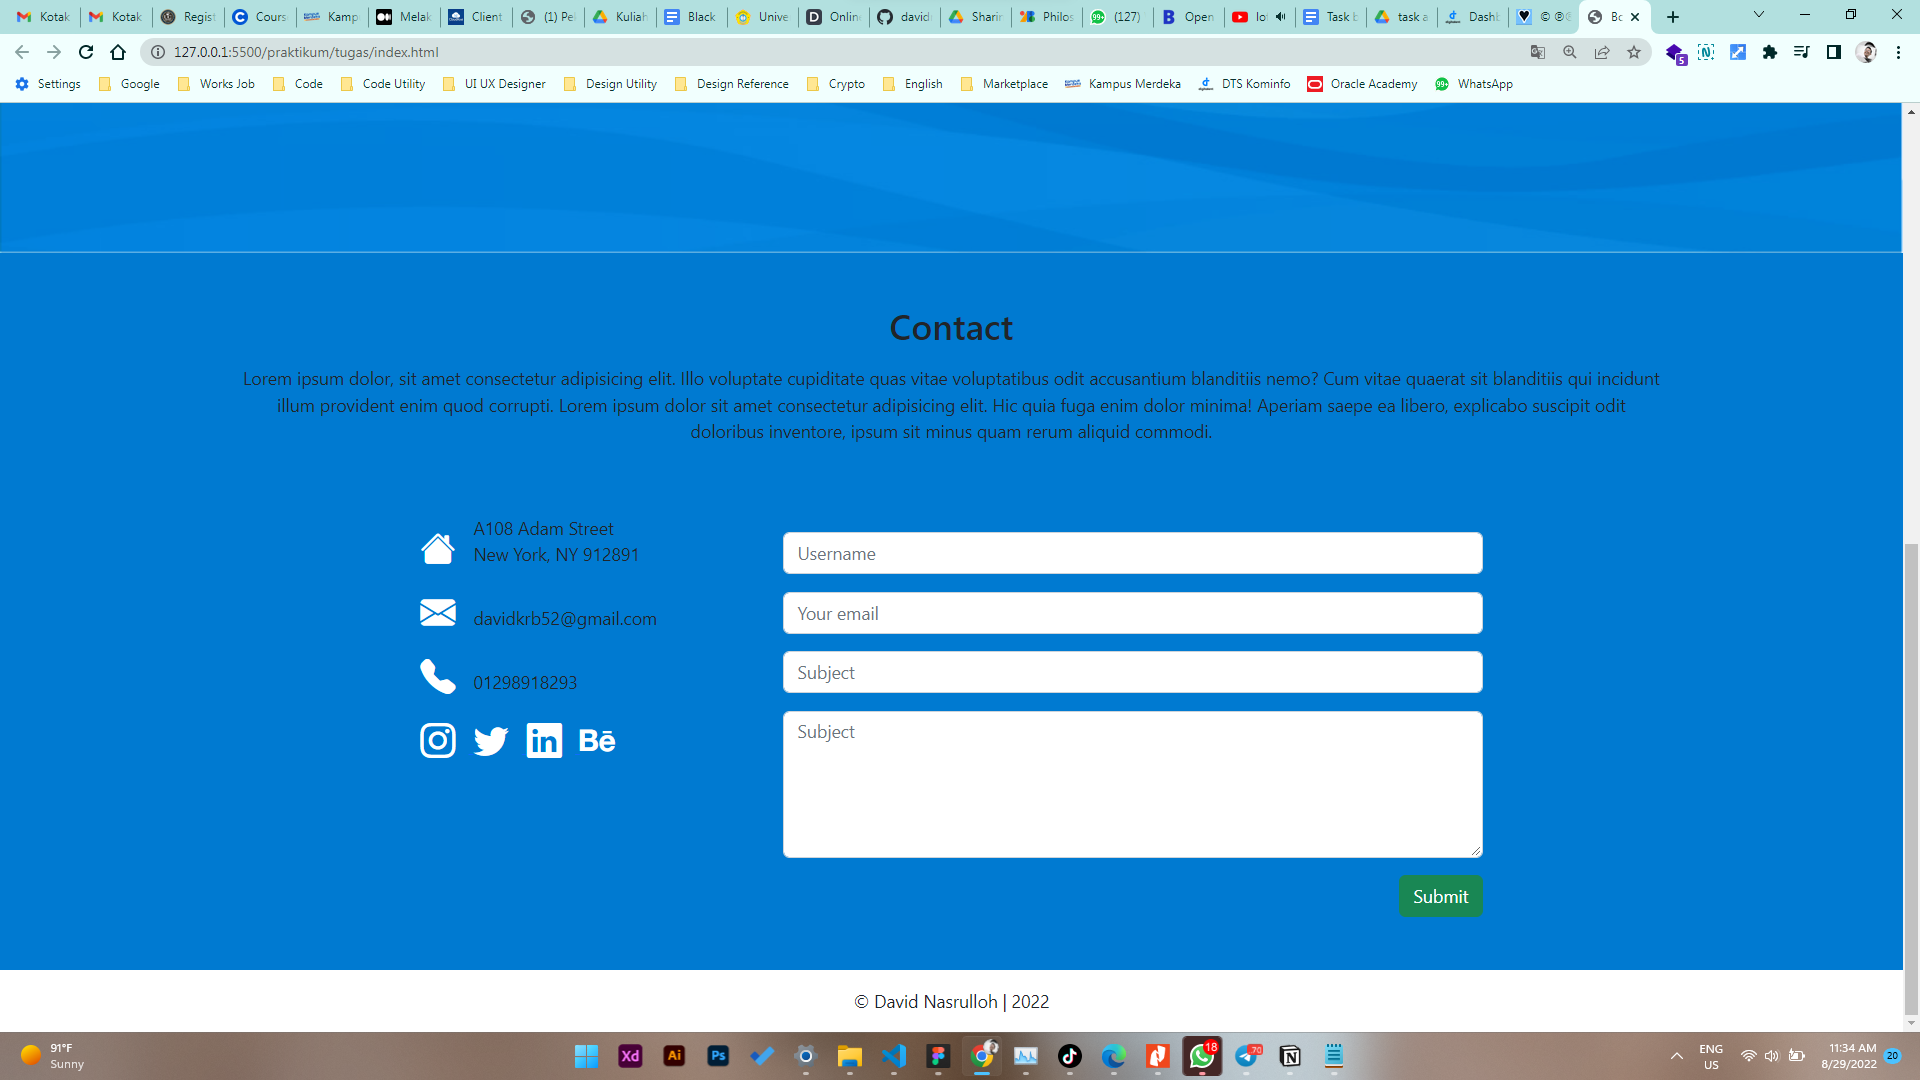 Kotak
Kotak
Regist
Cours
Kamp
Melak
Client
(1) Pe
Kuliah
Black
Unive
Onlin
david
Sharin
Philos
(127)
Open
Task b
task a
Dashb
127.0.0.1:5500/praktikum/tugas/index.html
5
Settings
Google
Works Job
Code
Code Utility
UI UX Designer
Design Utility
Design Reference
Crypto
English
Marketplace
Kampus Merdeka
DTS Kominfo
Oracle Academy
WhatsApp
Contact
Lorem ipsum dolor, sit amet consectetur adipisicing elit. Illo voluptate cupiditate quas vitae voluptatibus odit accusantium blanditiis nemo? Cum vitae quaerat sit blanditiis qui incidunt
illum provident enim quod corrupti. Lorem ipsum dolor sit amet consectetur adipisicing elit. Hic quia fuga enim dolor minima! Aperiam saepe ea libero, explicabo suscipit odit
doloribus inventore, ipsum sit minus quam rerum aliquid commodi.
A108 Adam Street
New York, NY 912891
davidkrb52@gmail.com
01298918293
Bē
Username
Your email
Subject
Subject
Submit
© David Nasrulloh | 2022
91°F
Sunny
Xd
Ai
Ps
18
70
ENG
US
11:34 AM
8/29/2022
20